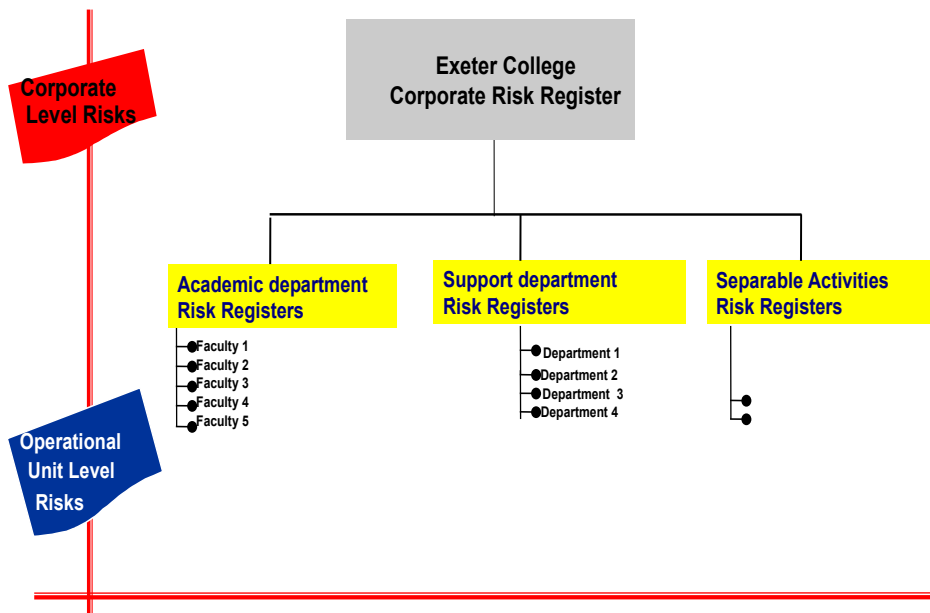 Exeter College
Corporate Risk Register
Corporate
Level Risks
Academic department
Risk Registers
Support department
Risk Registers
Separable Activities
Risk Registers
Faculty 1
Faculty 2
Faculty 3
Faculty 4
Faculty 5
Department 1
Department 2
Department 3
Department 4
Operational
Unit Level
Risks